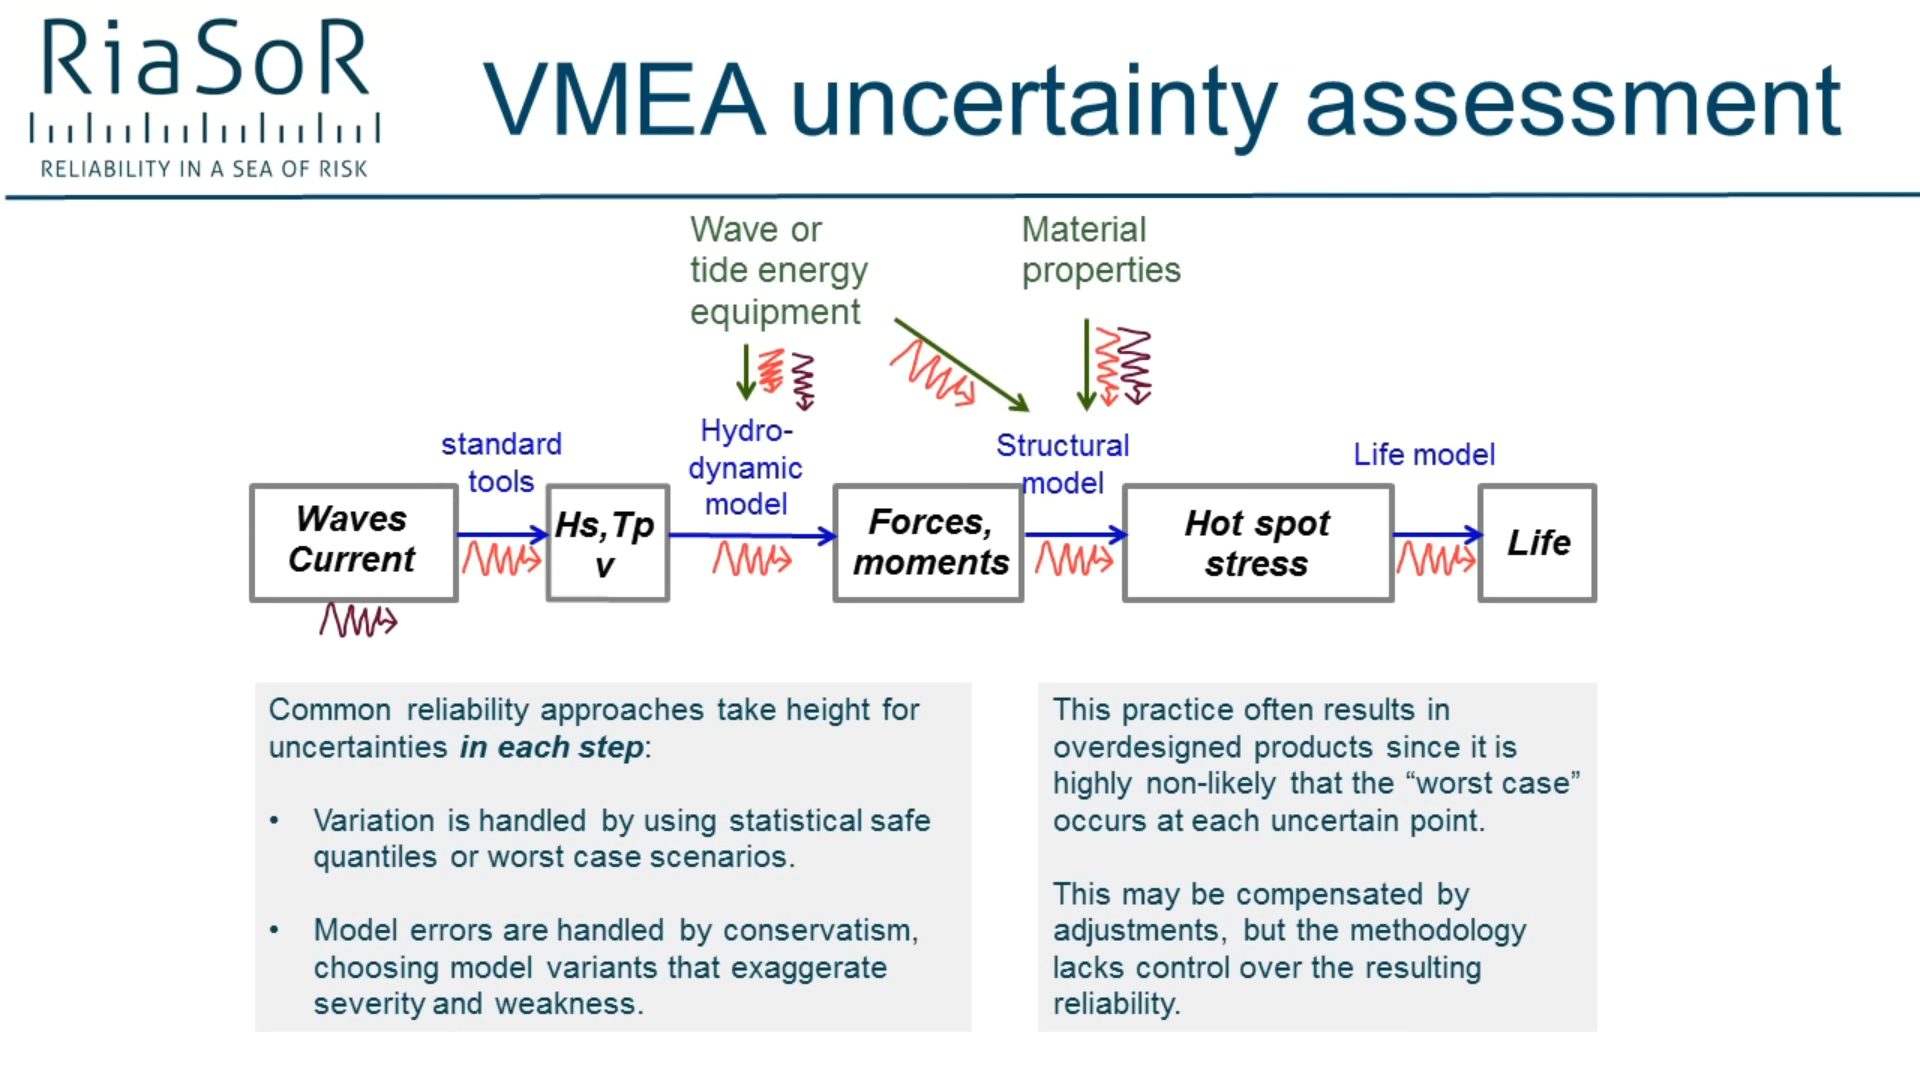 RiaSoR
RELIABILITY IN A SEA OF RISK
VMEA uncertainty assessment
Wave or
tide energy
equipment
Material
properties
standard
tools
Hydro-
dynamic
model
Structural
model
Life model
Waves
Current
Hs,Tp
v
Forces,
moments
Hot spot
stress
Life
Common reliability approaches take height for
uncertainties in each step:
• Variation is handled by using statistical safe
quantiles or worst case scenarios.
• Model errors are handled by conservatism,
choosing model variants that exaggerate
severity and weakness.
This practice often results in
overdesigned products since it is
highly non-likely that the “worst case”
occurs at each uncertain point.
This may be compensated by
adjustments, but the methodology
lacks control over the resulting
reliability.